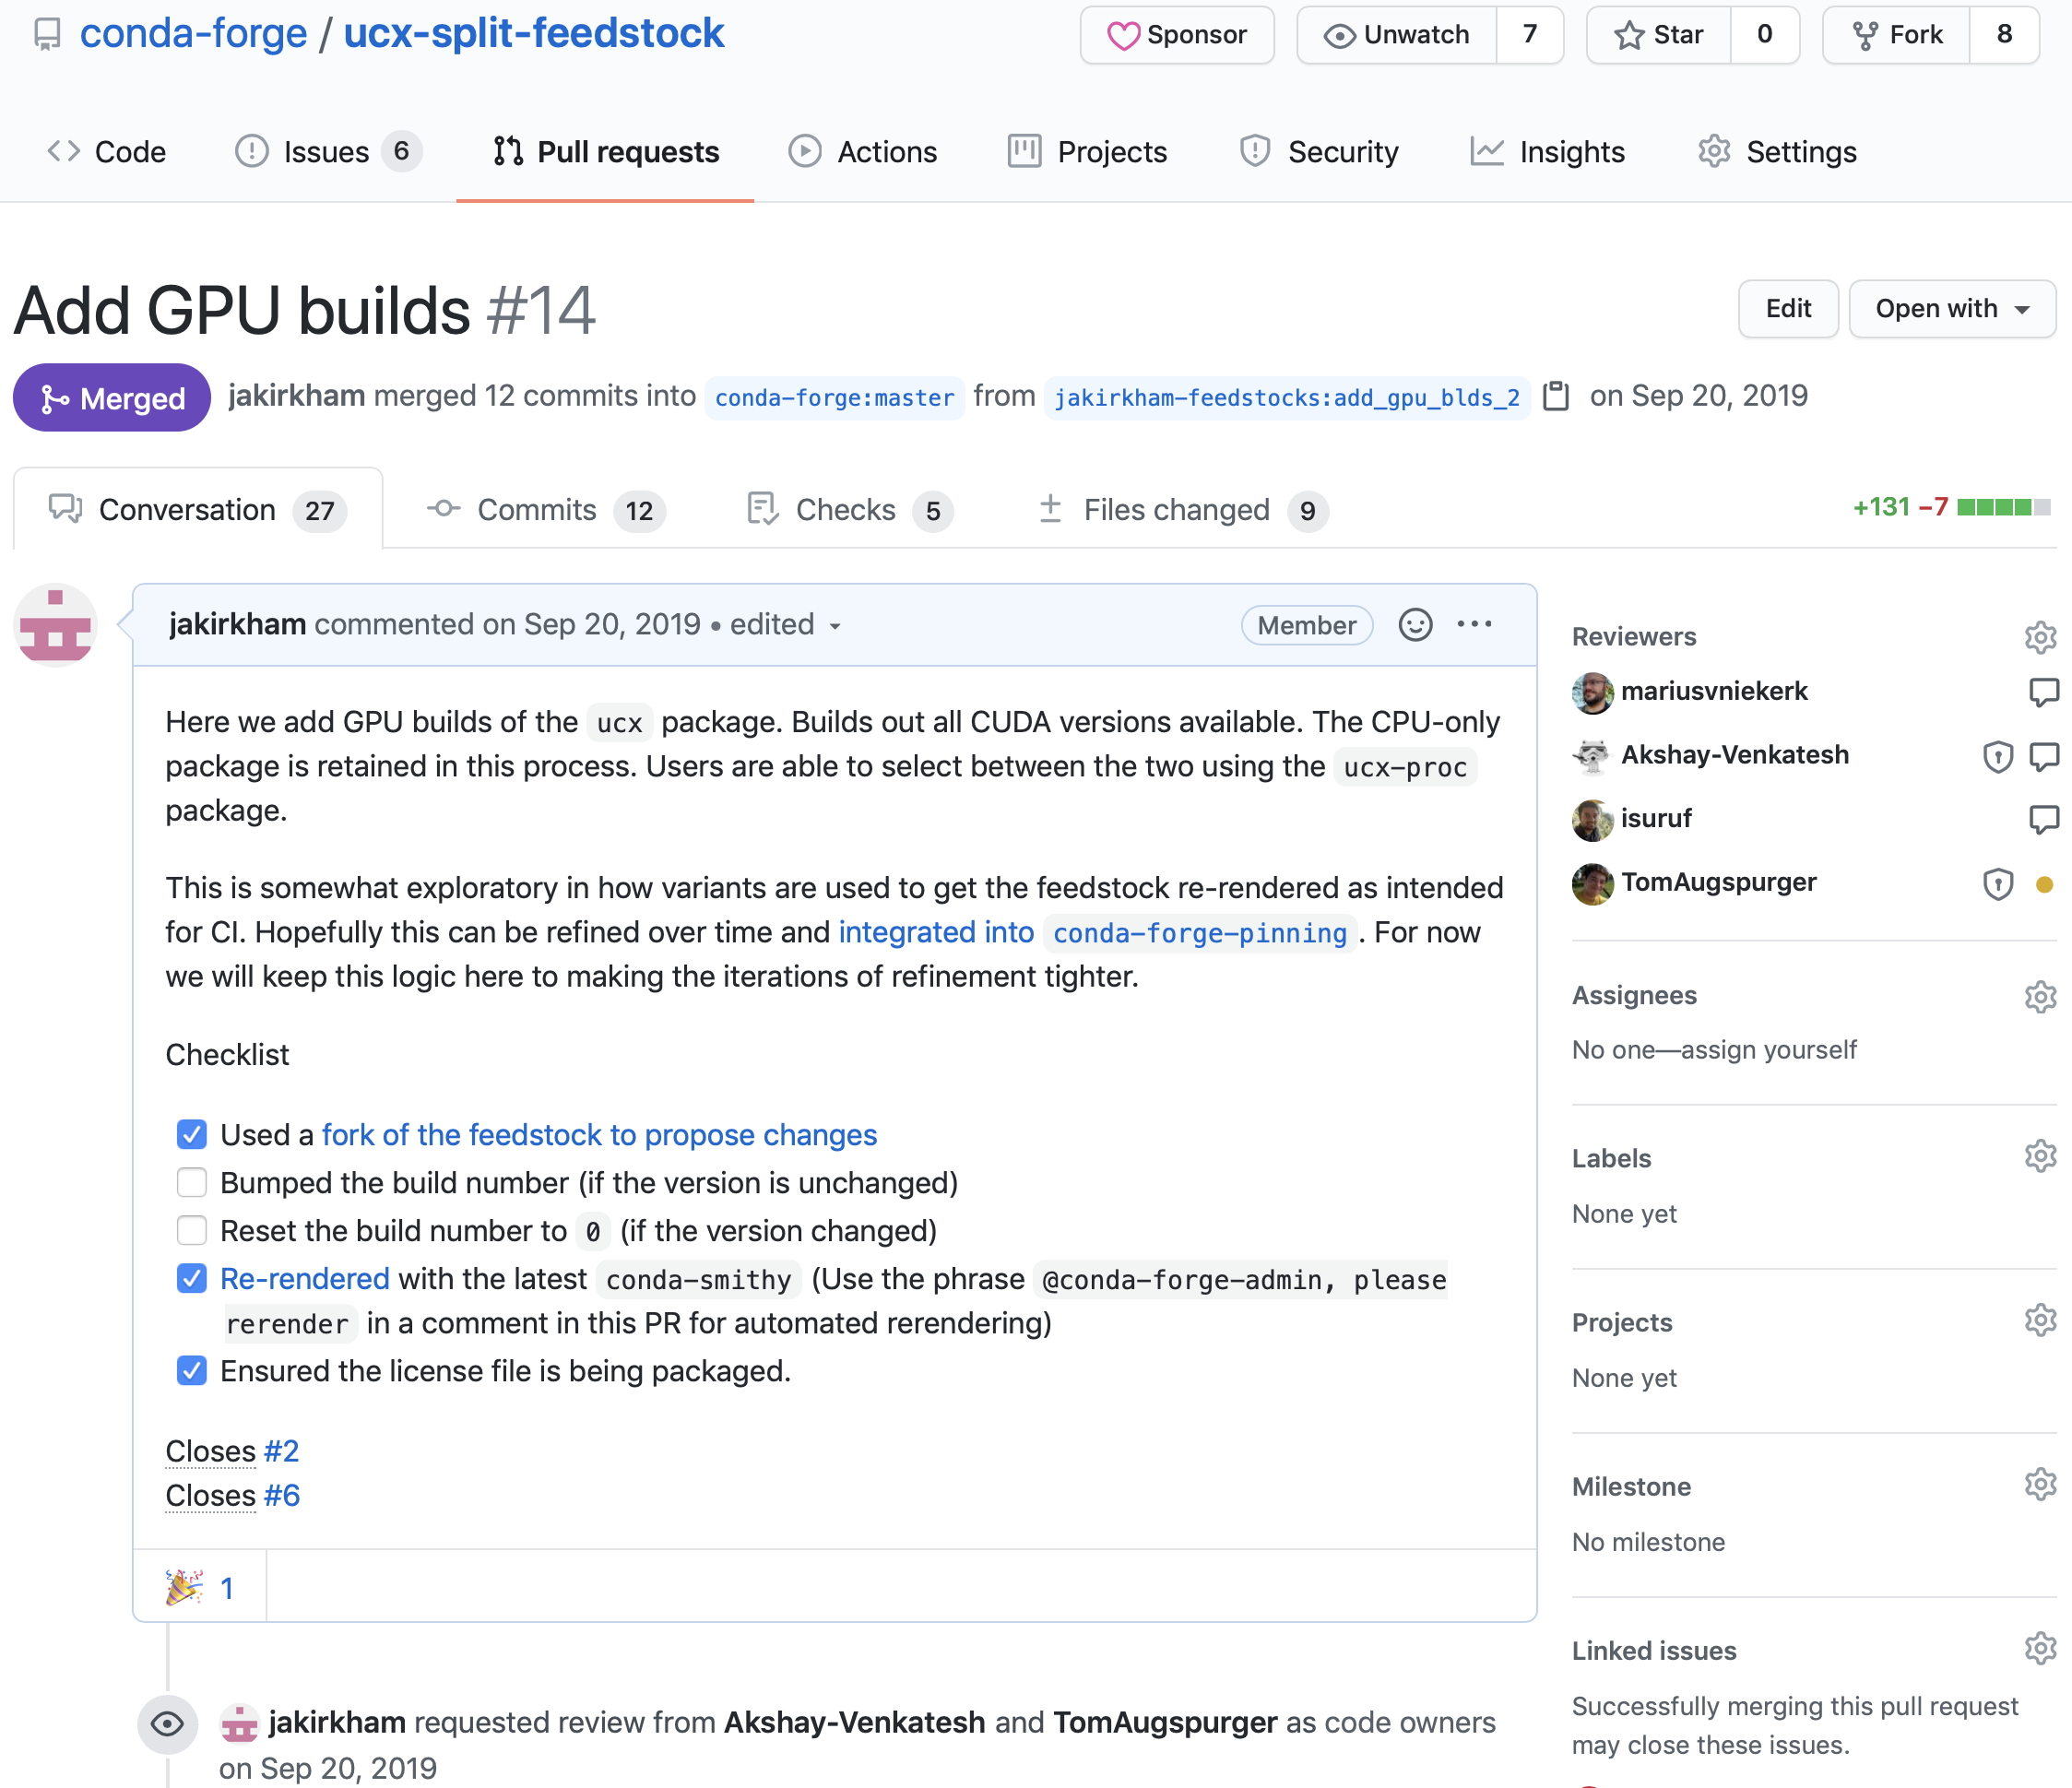 conda-forge / ucx-split-feedstock
Sponsor
Unwatch 7
Star 0
Fork 8
Code
Issues 6
Pull requests
Actions
Projects
Security
Insights
Settings
Add GPU builds #14
Edit
Open with
Merged
jakirkham merged 12 commits into conda-forge:master from jakirkham-feedstocks:add_gpu_blds_2 on Sep 20, 2019
Conversation 27
Commits 12
Checks 5
Files changed 9
+131 −7
jakirkham commented on Sep 20, 2019 • edited
Member
Here we add GPU builds of the ucx package. Builds out all CUDA versions available. The CPU-only
package is retained in this process. Users are able to select between the two using the ucx-proc
package.
This is somewhat exploratory in how variants are used to get the feedstock re-rendered as intended
for CI. Hopefully this can be refined over time and integrated into conda-forge-pinning. For now
we will keep this logic here to making the iterations of refinement tighter.
Checklist
Used a fork of the feedstock to propose changes
Bumped the build number (if the version is unchanged)
Reset the build number to 0 (if the version changed)
Re-rendered with the latest conda-smithy (Use the phrase @conda-forge-admin, please
rerender in a comment in this PR for automated rerendering)
Ensured the license file is being packaged.
Closes #2
Closes #6
1
jakirkham requested review from Akshay-Venkatesh and TomAugspurger as code owners
on Sep 20, 2019
Reviewers
mariusvniekerk
Akshay-Venkatesh
isuruf
TomAugspurger
Assignees
No one—assign yourself
Labels
None yet
Projects
None yet
Milestone
No milestone
Linked issues
Successfully merging this pull request
may close these issues.